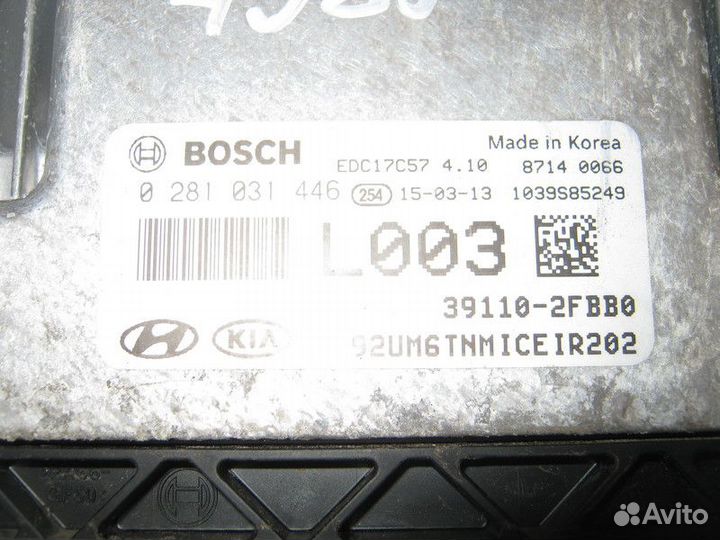 BOSCH
Made in Korea
EDC17C57 4.10 8714 0066
0 281 031 446 254 15-03-13 1039S85249
L003
39110-2FBB0
KIA
92UM6TNMICEIR202
Avito